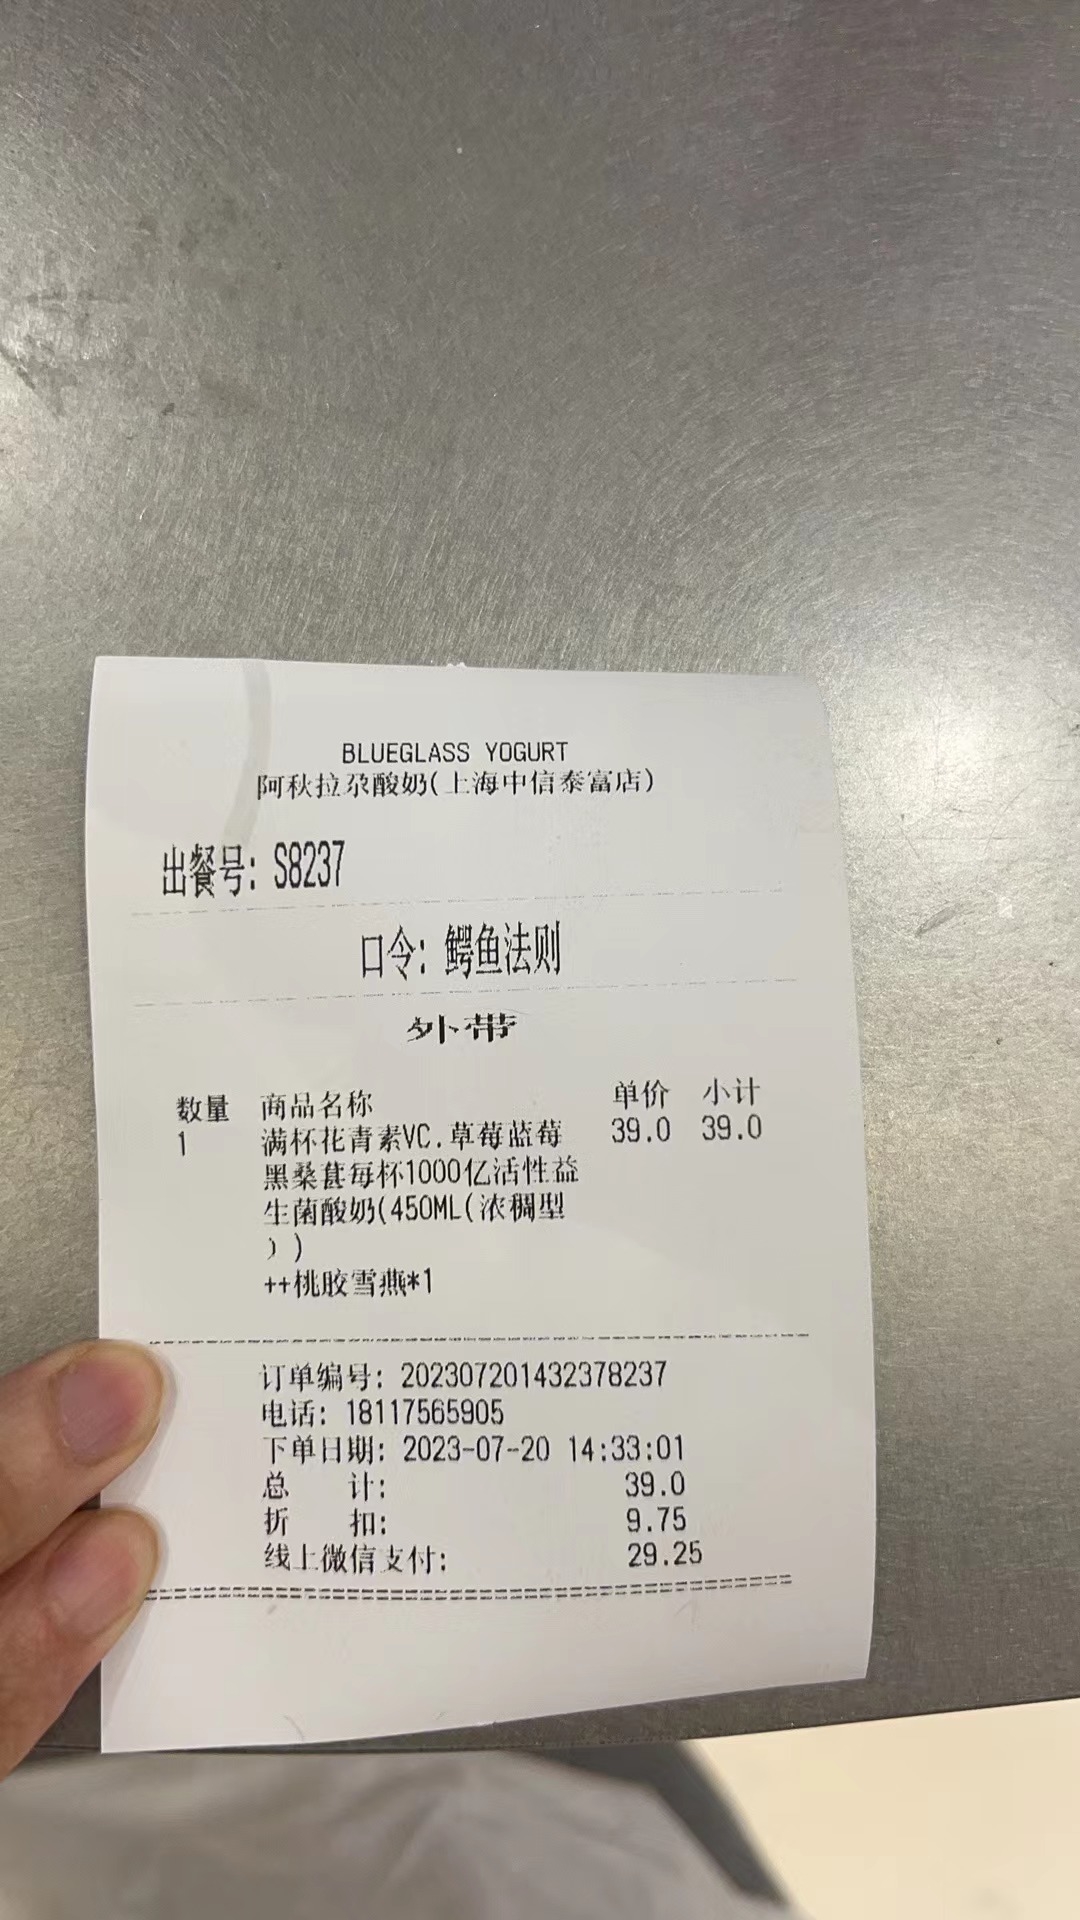 BLUEGLASS YOGURT
阿秋拉尕酸奶(上海中信泰富店)
出餐号: S8237
口令: 鳄鱼法则
外带
数量 商品名称 单价 小计
1 满杯花青素VC.草莓蓝莓 39.0 39.0
黑桑葚每杯1000亿活性益
生菌酸奶(450ML(浓稠型
))
++桃胶雪燕*1
订单编号: 202307201432378237
电话: 18117565905
下单日期: 2023-07-20 14:33:01
总 计: 39.0
折 扣: 9.75
线上微信支付: 29.25